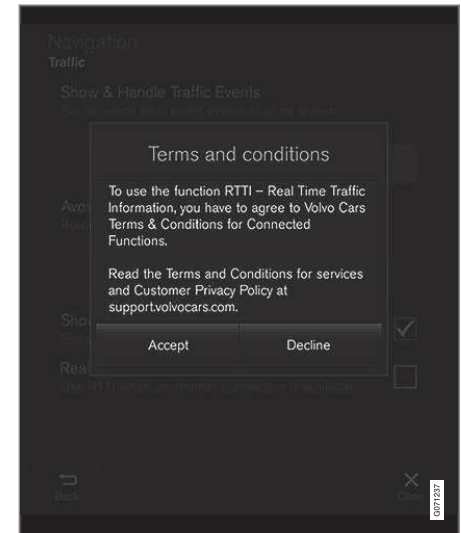 Navigation
Traffic
Show & Handle Traffic Events
Terms and conditions
To use the function RTTI – Real Time Traffic
Information, you have to agree to Volvo Cars
Terms & Conditions for Connected
Functions.
Read the Terms and Conditions for services
and Customer Privacy Policy at
support.volvocars.com.
Accept
Decline
Back
Close
G071237